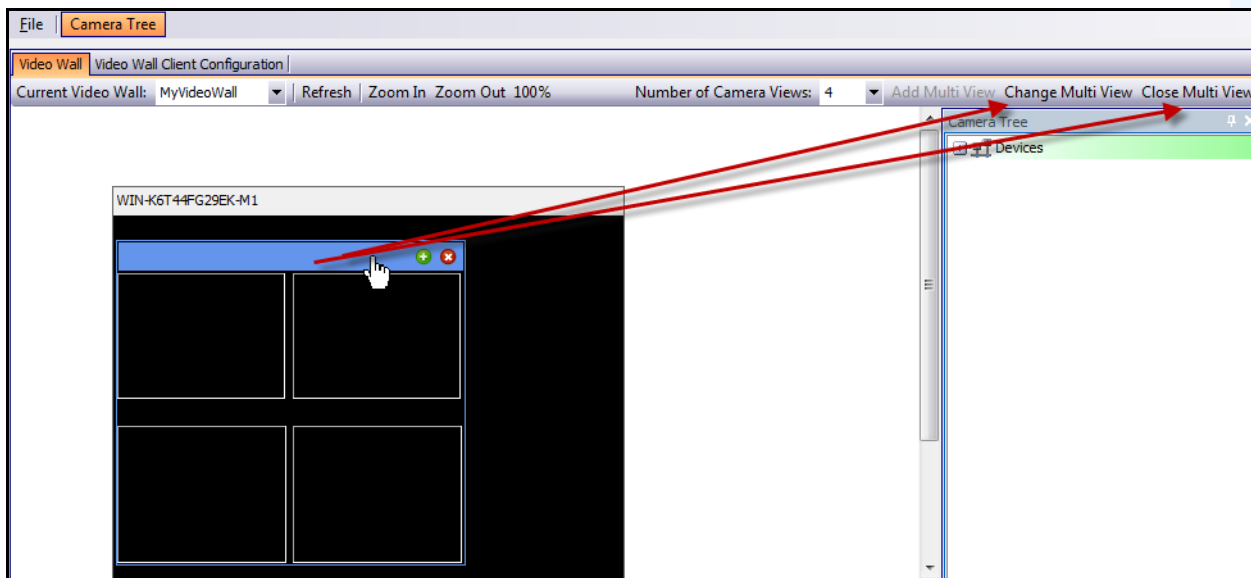 File Camera Tree
Video Wall Video Wall Client Configuration
Current Video Wall: MyVideoWall Refresh Zoom In Zoom Out 100% Number of Camera Views: 4 Add Multi View Change Multi View Close Multi View
Camera Tree
Devices
WIN-K6T44FG29EK-M1